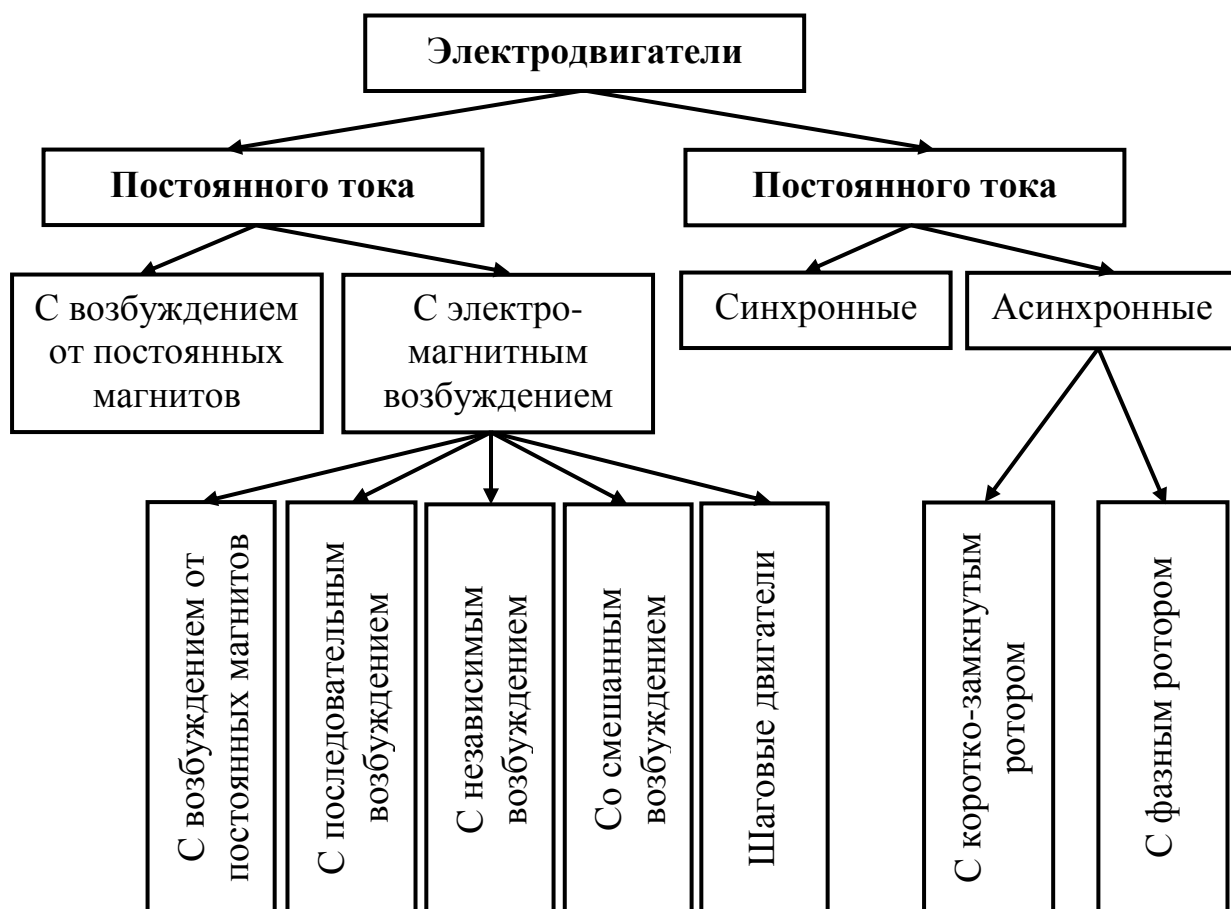 Электродвигатели
Постоянного тока
Постоянного тока
С возбуждением
от постоянных
магнитов
С электро-
магнитным
возбуждением
Синхронные
Асинхронные
С возбуждением от
постоянных магнитов
С последовательным
возбуждением
С независимым
возбуждением
Со смешанным
возбуждением
Шаговые двигатели
С коротко-замкнутым
ротором
С фазным ротором